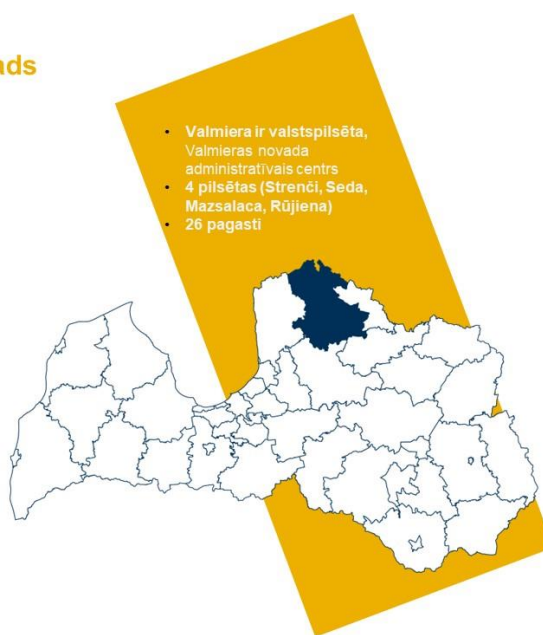 ads
• Valmiera ir valstspilsēta,
Valmieras novada
administratīvais centrs
• 4 pilsētas (Strenči, Seda,
Mazsalaca, Rūjiena)
• 26 pagasti